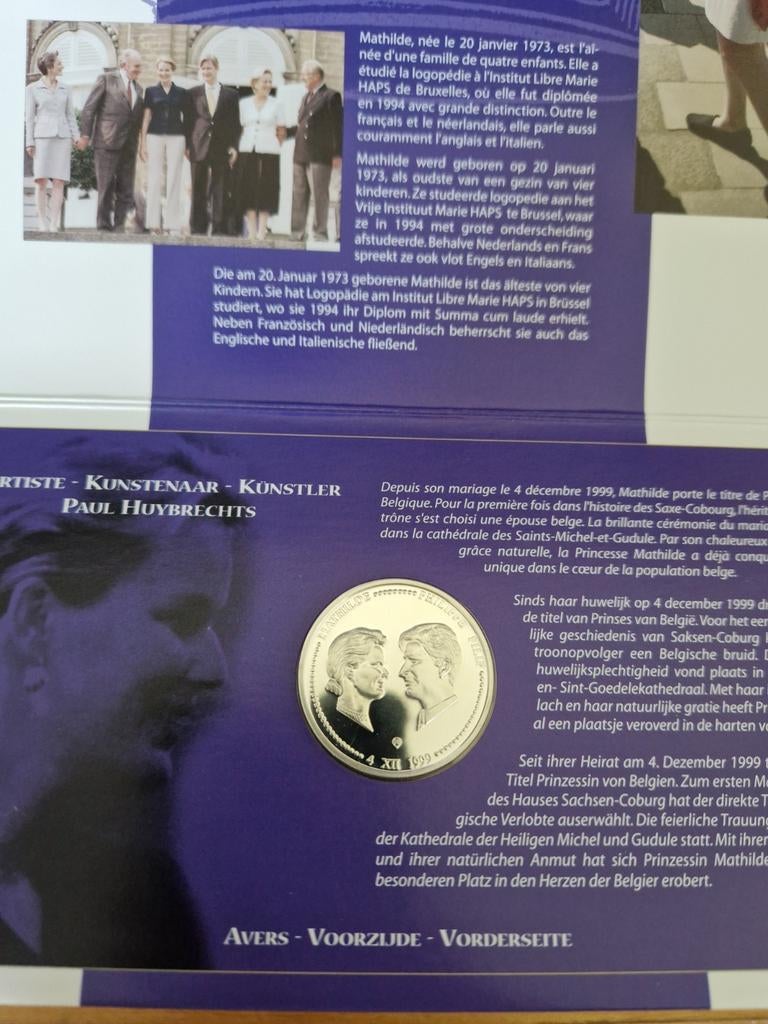 Mathilde, née le 20 janvier 1973, est l'aî-
née d'une famille de quatre enfants. Elle a
étudié la logopédie à l'Institut Libre Marie
HAPS de Bruxelles, où elle fut diplômée
en 1994 avec grande distinction. Outre le
français et le néerlandais, elle parle aussi
couramment l'anglais et l'italien.
Mathilde werd geboren op 20 januari
1973, als oudste van een gezin van vier
kinderen. Ze studeerde logopedie aan het
Vrije Instituut Marie HAPS te Brussel, waar
ze in 1994 met grote onderscheiding
afstudeerde. Behalve Nederlands en Frans
spreekt ze ook vlot Engels en Italiaans.
Die am 20. Januar 1973 geborene Mathilde ist das älteste von vier
Kindern. Sie hat Logopädie am Institut Libre Marie HAPS in Brüssel
studiert, wo sie 1994 ihr Diplom mit Summa cum laude erhielt.
Neben Französisch und Niederländisch beherrscht sie auch das
Englische und Italienische fließend.
RTISTE - KUNSTENAAR - KÜNSTLER
PAUL HUYBRECHTS
Depuis son mariage le 4 décembre 1999, Mathilde porte le titre de P
Belgique. Pour la première fois dans l'histoire des Saxe-Cobourg, l'hérit
trône s'est choisi une épouse belge. La brillante cérémonie du maria
dans la cathédrale des Saints-Michel-et-Gudule. Par son chaleureux
grâce naturelle, la Princesse Mathilde a déjà conqu
unique dans le cœur de la population belge.
Sinds haar huwelijk op 4 december 1999 dr
de titel van Prinses van België. Voor het eer
lijke geschiedenis van Saksen-Coburg
troonopvolger een Belgische bruid. D
huwelijksplechtigheid vond plaats in
en- Sint-Goedelekathedraal. Met haar
lach en haar natuurlijke gratie heeft Pr
al een plaatsje veroverd in de harten va
Seit ihrer Heirat am 4. Dezember 1999 t
Titel Prinzessin von Belgien. Zum ersten Ma
des Hauses Sachsen-Coburg hat der direkte T
gische Verlobte auserwählt. Die feierliche Trauung
der Kathedrale der Heiligen Michel und Gudule statt. Mit ihrer
und ihrer natürlichen Anmut hat sich Prinzessin Mathilde
besonderen Platz in den Herzen der Belgier erobert.
MATHILDE PHILIPPE FILIP
4 XII 1999
AVERS - VOORZIJDE - VORDERSEITE